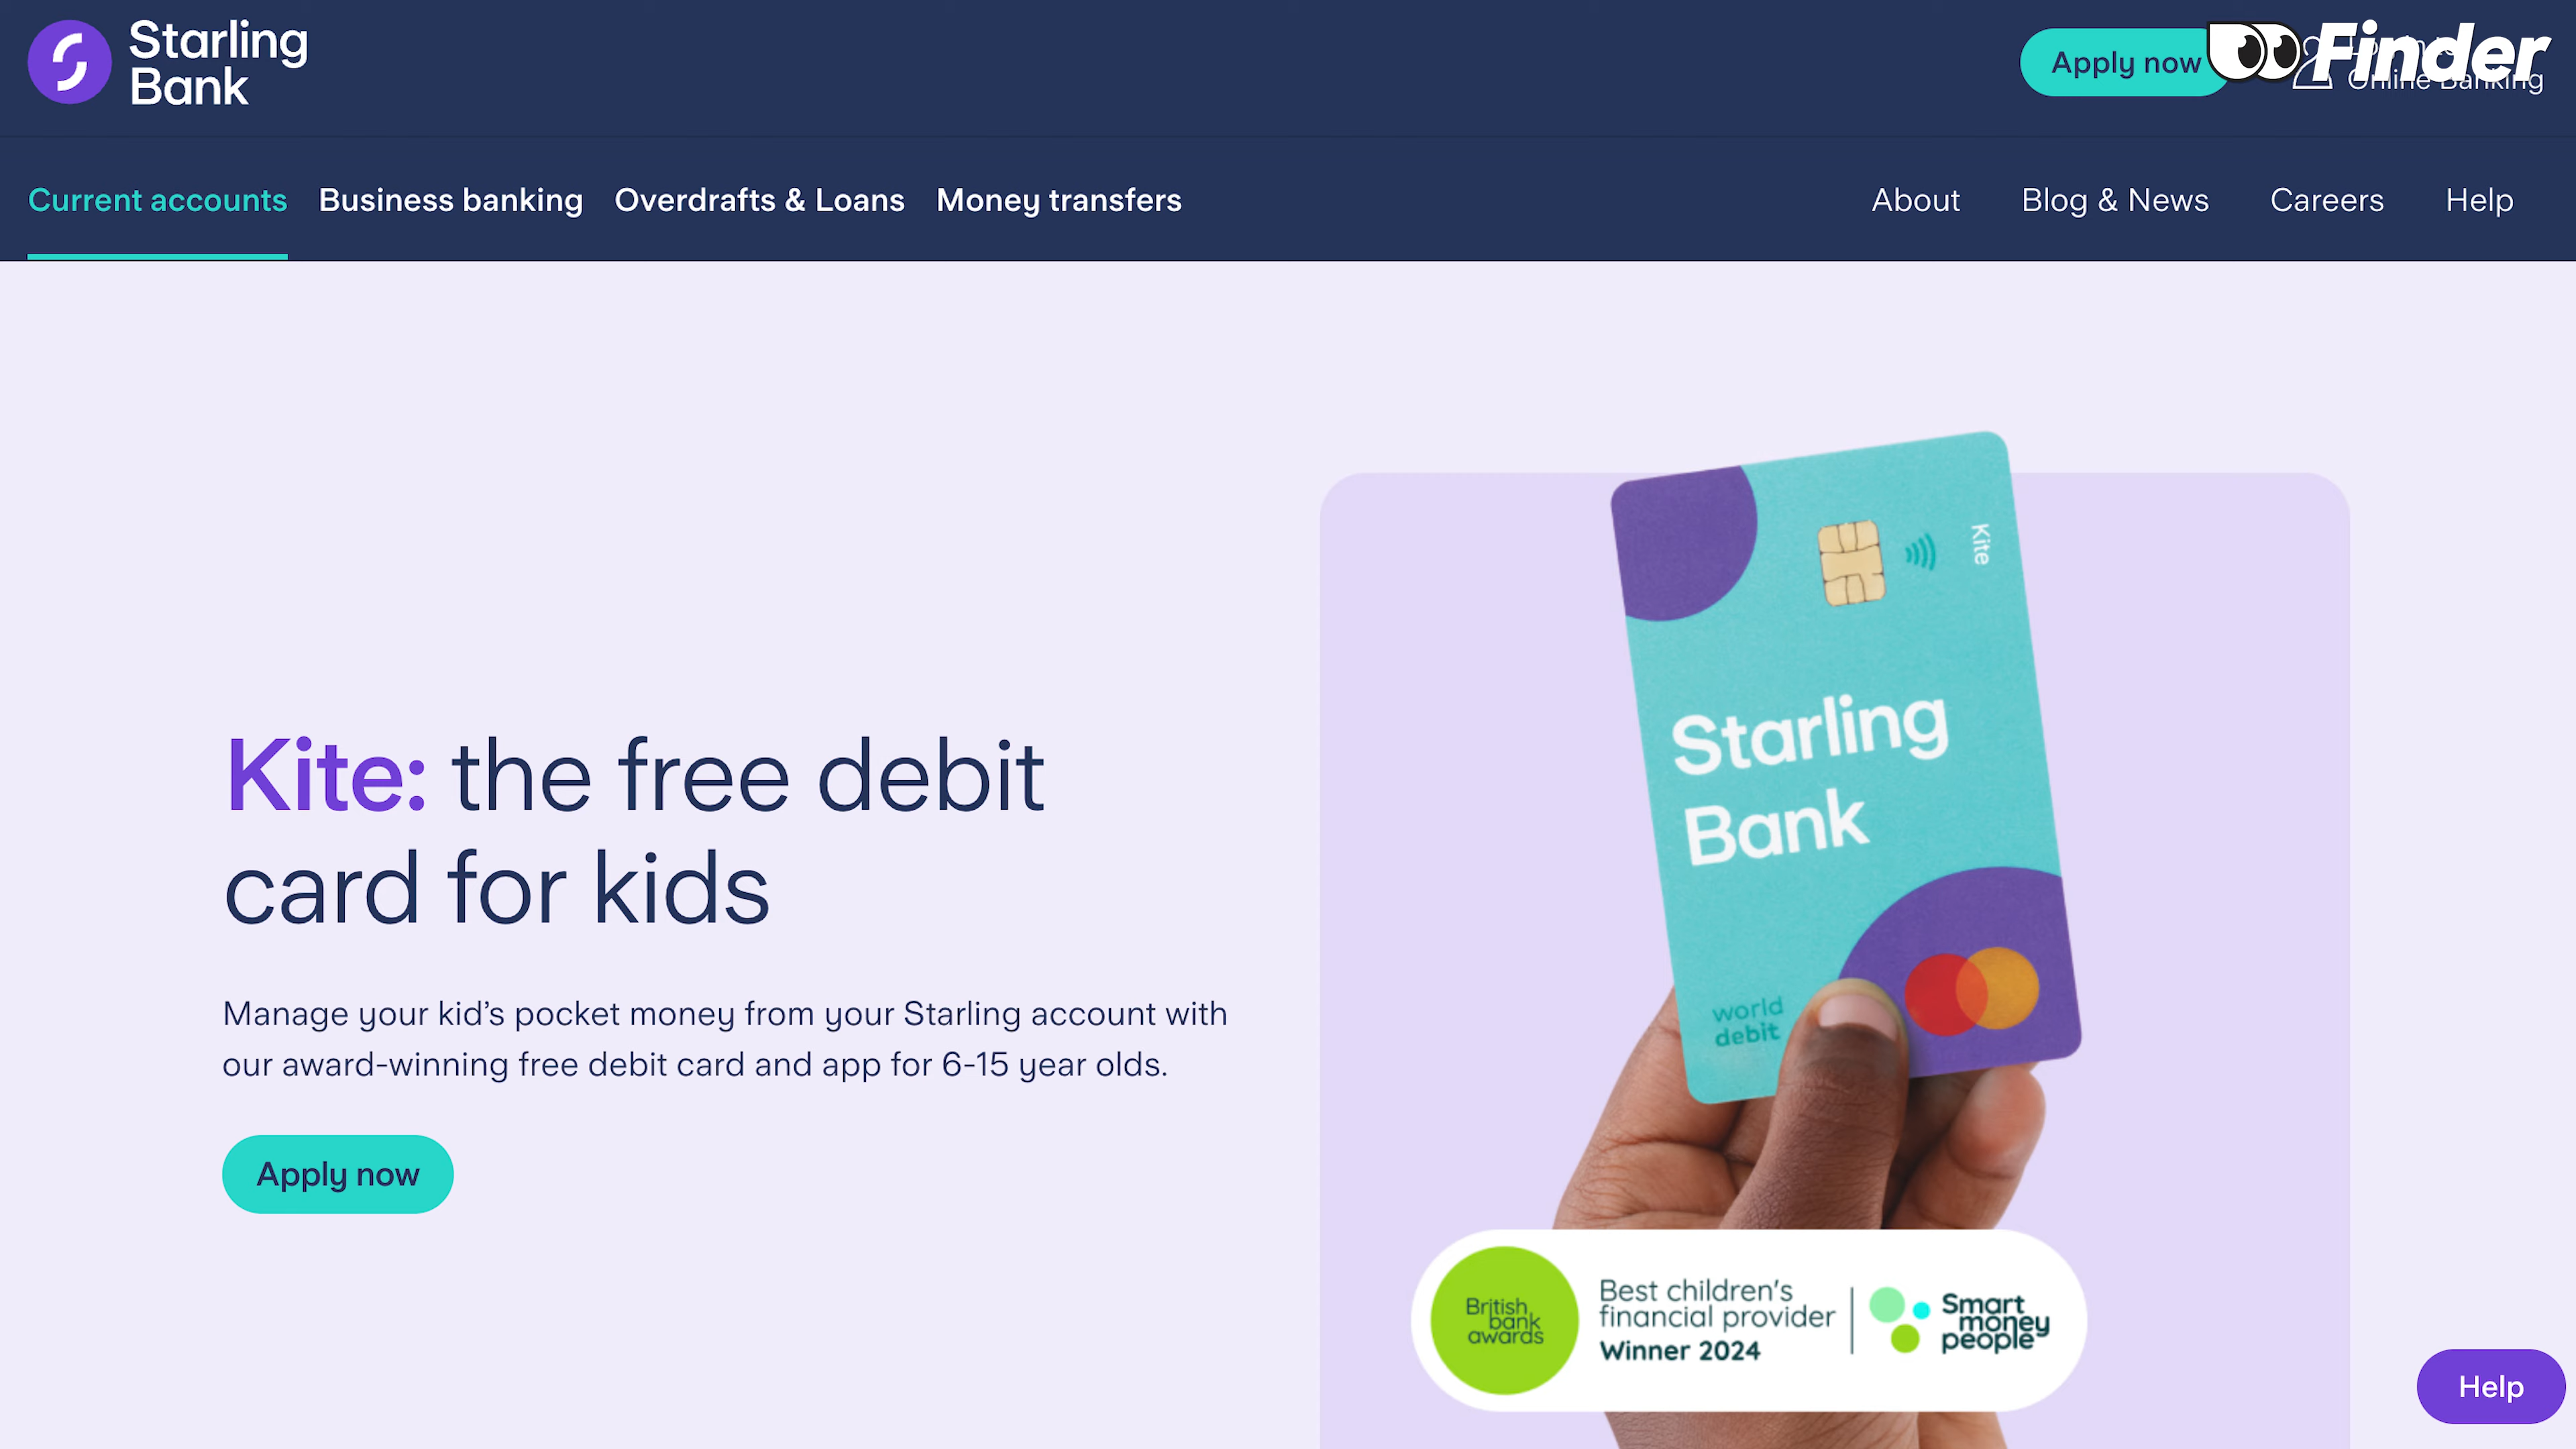 Starling
Bank
Apply now
Finder
Online Banking
Current accounts
Business banking
Overdrafts & Loans
Money transfers
About
Blog & News
Careers
Help
Kite: the free debit
card for kids
Manage your kid's pocket money from your Starling account with
our award-winning free debit card and app for 6-15 year olds.
Apply now
Kite
Starling
Bank
world
debit
British
bank
awards
Best children's
financial provider
Winner 2024
Smart
money
people
Help